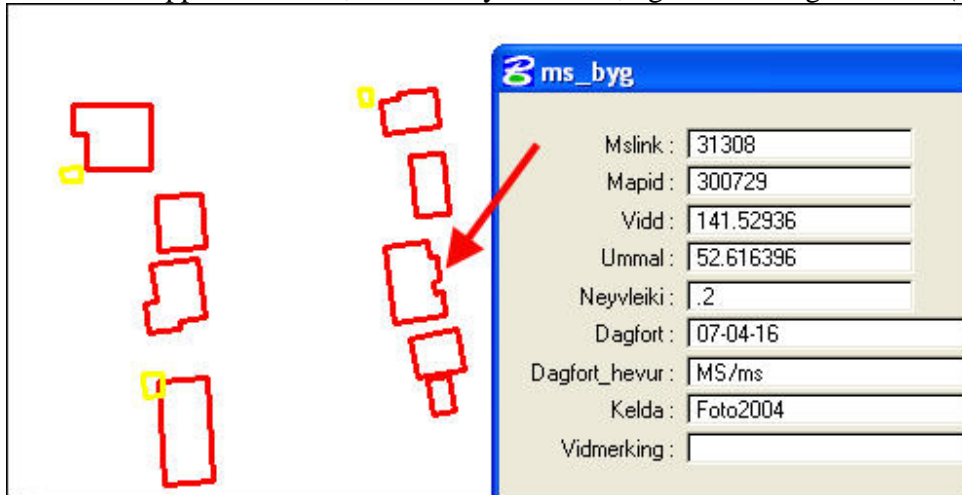 ms_byg
Mslink : 31308
Mapid : 300729
Vidd : 141.52936
Ummal : 52.616396
Neyvleiki : .2
Dagfort : 07-04-16
Dagfort_hevur : MS/ms
Kelda : Foto2004
Vidmerking :